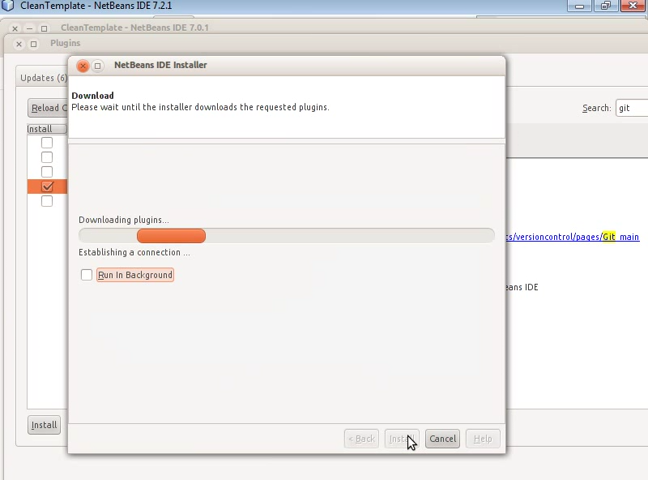 CleanTemplate - NetBeans IDE 7.2.1
CleanTemplate - NetBeans IDE 7.0.1
Plugins
Updates (6)
Reload
Search: git
Install
NetBeans IDE Installer
Download
Please wait until the installer downloads the requested plugins.
Downloading plugins...
Establishing a connection ...
Run In Background
ts/versioncontrol/pages/Git_main
eans IDE
Install
< Back
Install
Cancel
Help